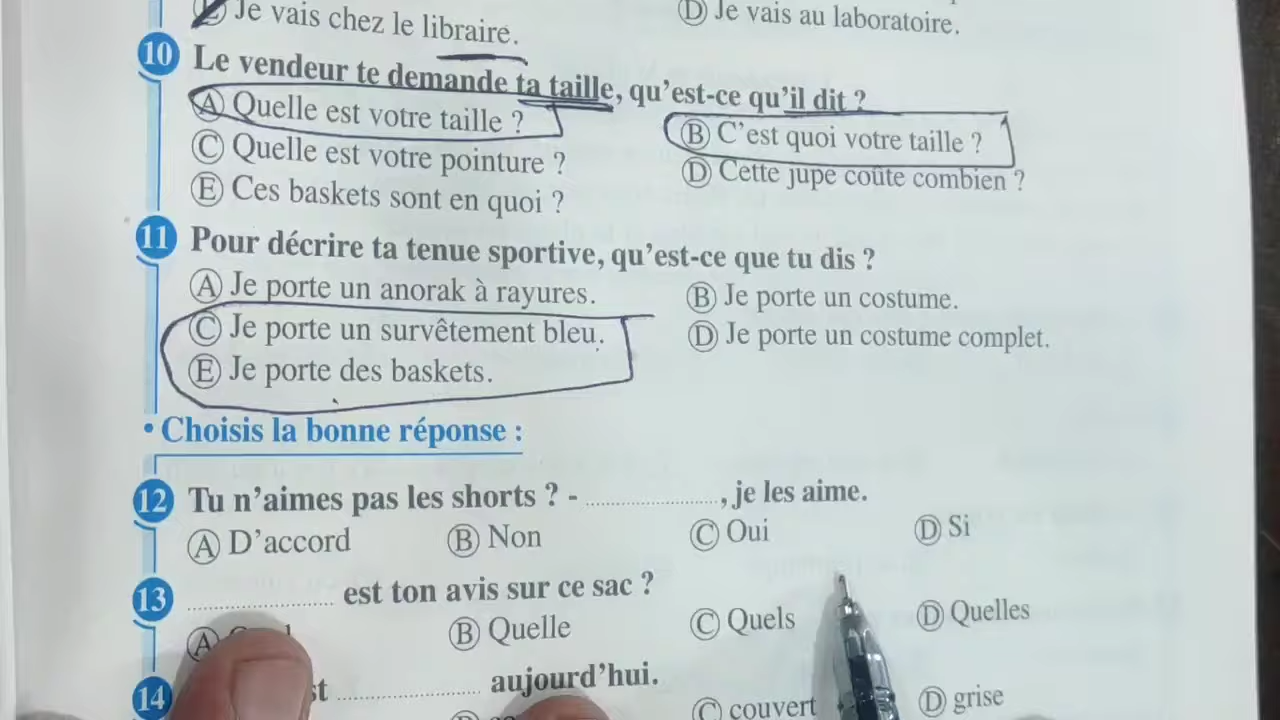 Je vais chez le libraire.
D Je vais au laboratoire.
10 Le vendeur te demande ta taille, qu'est-ce qu'il dit ?
A Quelle est votre taille ?
B C'est quoi votre taille ?
C Quelle est votre pointure ?
D Cette jupe coûte combien ?
E Ces baskets sont en quoi ?
11 Pour décrire ta tenue sportive, qu'est-ce que tu dis ?
A Je porte un anorak à rayures.
B Je porte un costume.
C Je porte un survêtement bleu.
D Je porte un costume complet.
E Je porte des baskets.
• Choisis la bonne réponse :
12 Tu n'aimes pas les shorts ? - ...................., je les aime.
A D'accord B Non C Oui D Si
13 ...................... est ton avis sur ce sac ?
A B Quelle C Quels D Quelles
14 ...................... aujourd'hui.
C couvert D grise